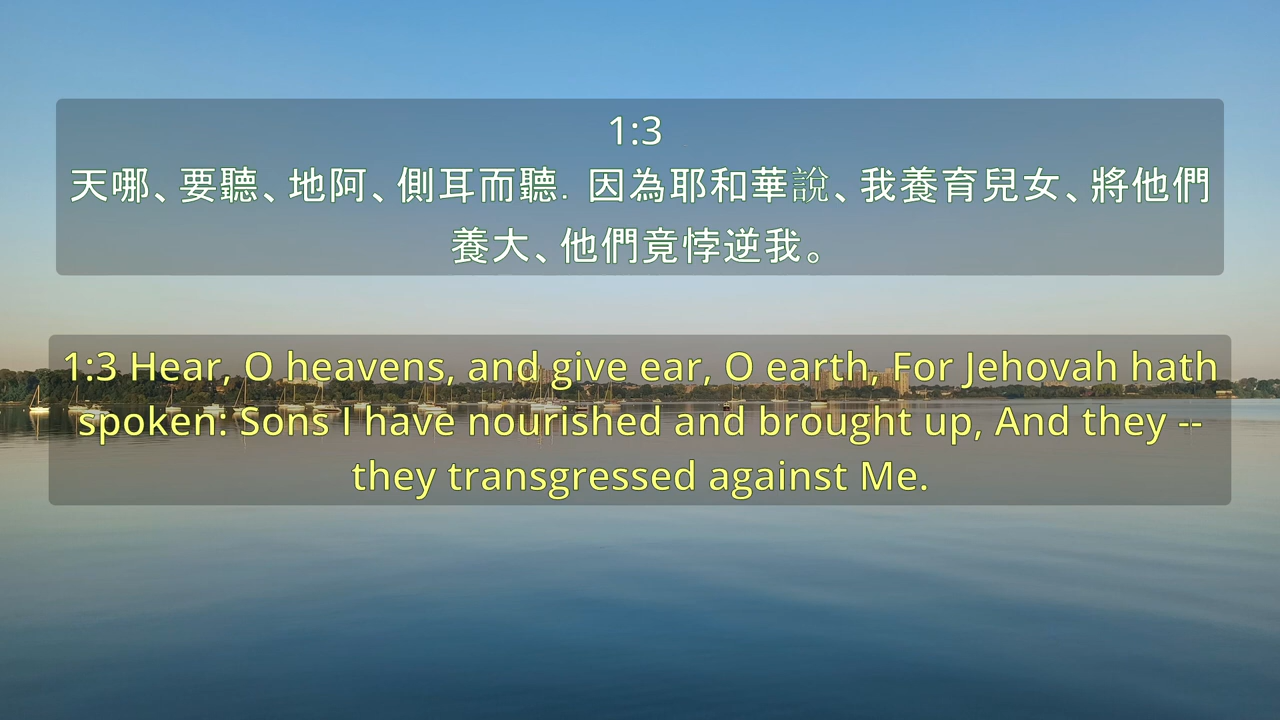 1:3
天哪、要聽、地阿、側耳而聽. 因為耶和華說、我養育兒女、將他們
養大、他們竟悖逆我。
1:3 Hear, O heavens, and give ear, O earth, For Jehovah hath
spoken: Sons I have nourished and brought up, And they --
they transgressed against Me.